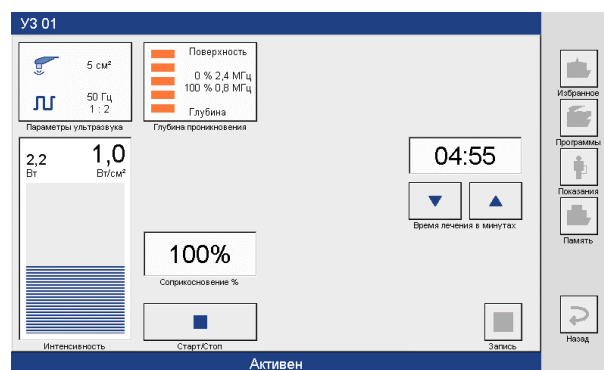 УЗ 01
5 см²
50 Гц
1 : 2
Параметры ультразвука
Поверхность
0 % 2,4 МГц
100 % 0,8 МГц
Глубина
Глубина проникновения
2,2
Вт
1,0
Вт/см²
Интенсивность
100%
Соприкосновение %
Старт/Стоп
04:55
Время лечения в минутах
Запись
Избранное
Программы
Показания
Память
Назад
Активен